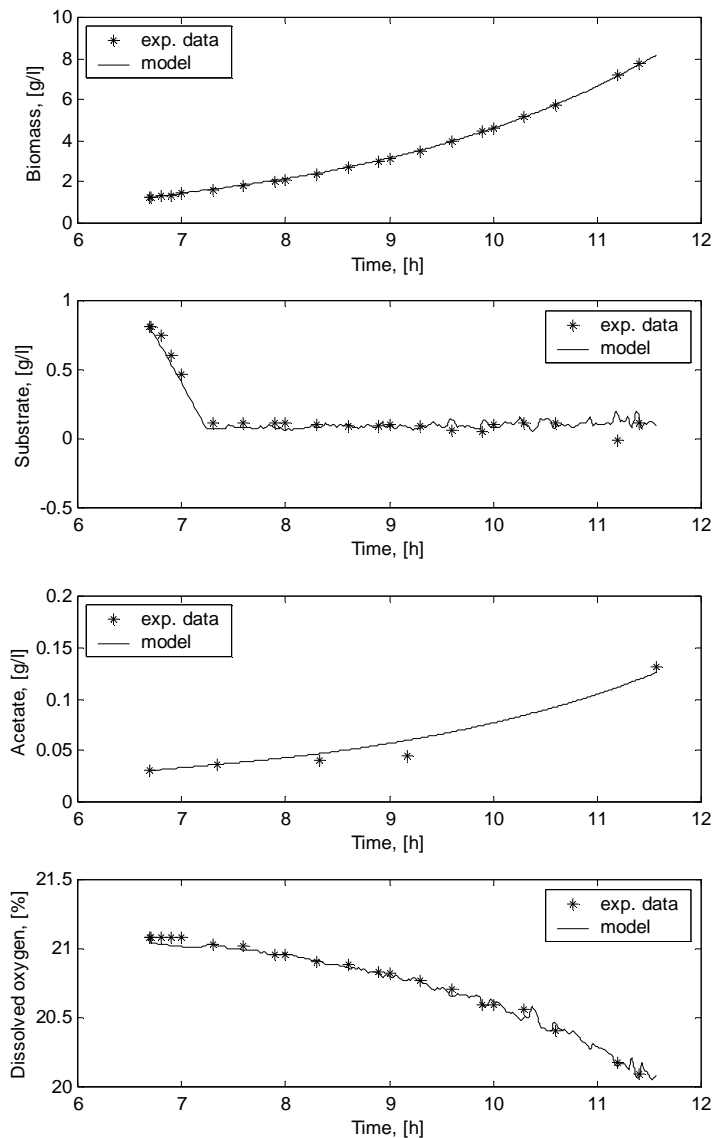 10
8
6
4
2
0
Biomass, [g/l]
exp. data
model
6 7 8 9 10 11 12
Time, [h]
1
0.5
0
-0.5
Substrate, [g/l]
exp. data
model
6 7 8 9 10 11 12
Time, [h]
0.2
0.15
0.1
0.05
0
Acetate, [g/l]
exp. data
model
6 7 8 9 10 11 12
Time, [h]
21.5
21
20.5
20
Dissolved oxygen, [%]
exp. data
model
6 7 8 9 10 11 12
Time, [h]